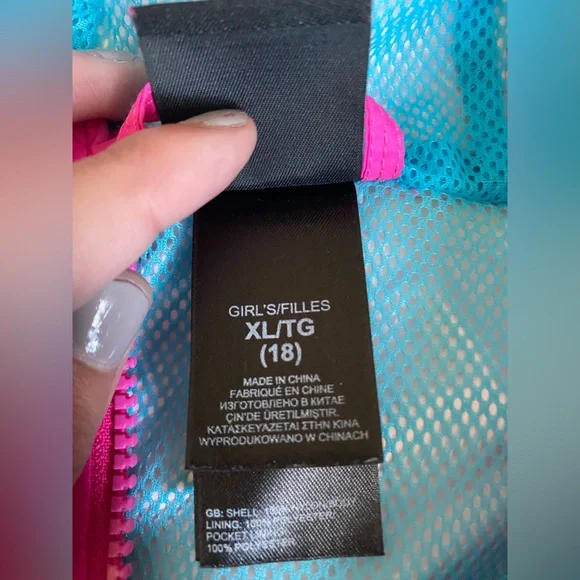 GIRL'S/FILLES
XL/TG
(18)
MADE IN CHINA
FABRIQUÉ EN CHINE
ИЗГОТОВЛЕНО В КИТАЕ
ÇİN'DE ÜRETİLMİŞTİR.
ΚΑΤΑΣΚΕΥΑΖΕΤΑΙ ΣΤΗΝ ΚΙΝΑ
WYPRODUKOWANO W CHINACH
GB: SHELL:
LINING: 100% POLYESTER;
POCKET
100% POLYESTER